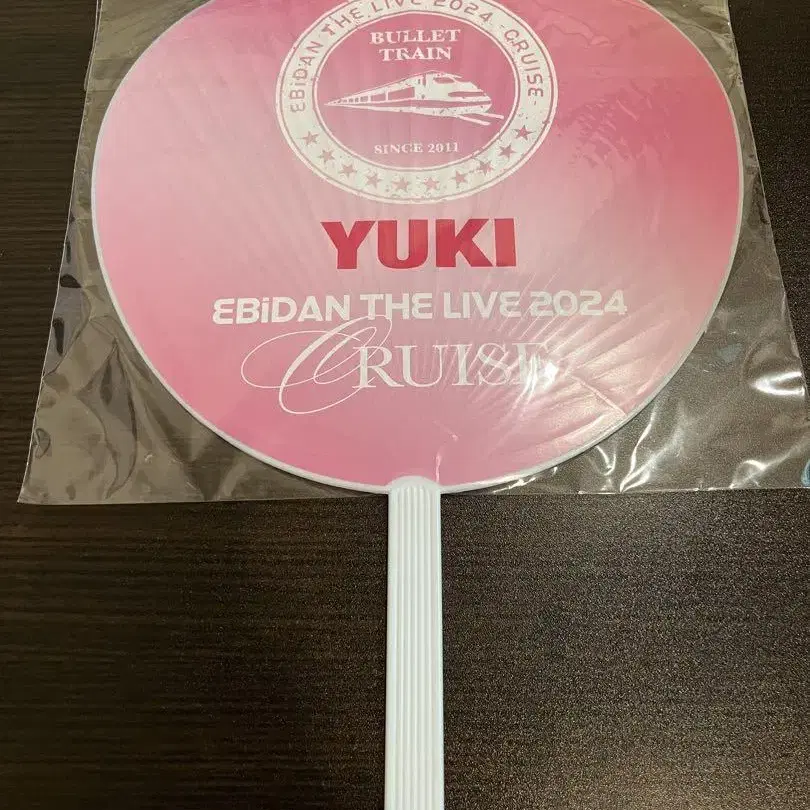 EBiDAN THE LIVE 2024 -CRUISE-
BULLET
TRAIN
SINCE 2011
YUKI
EBiDAN THE LIVE 2024
CRUISE